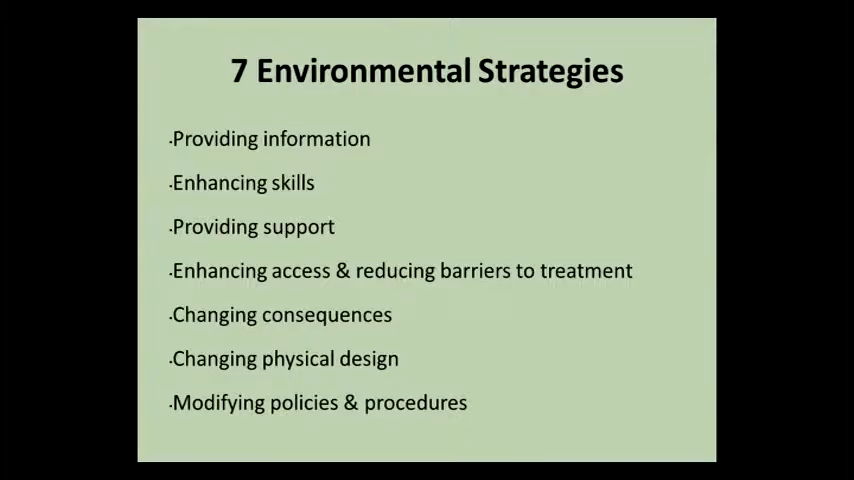 7 Environmental Strategies
·Providing information
·Enhancing skills
·Providing support
·Enhancing access & reducing barriers to treatment
·Changing consequences
·Changing physical design
·Modifying policies & procedures